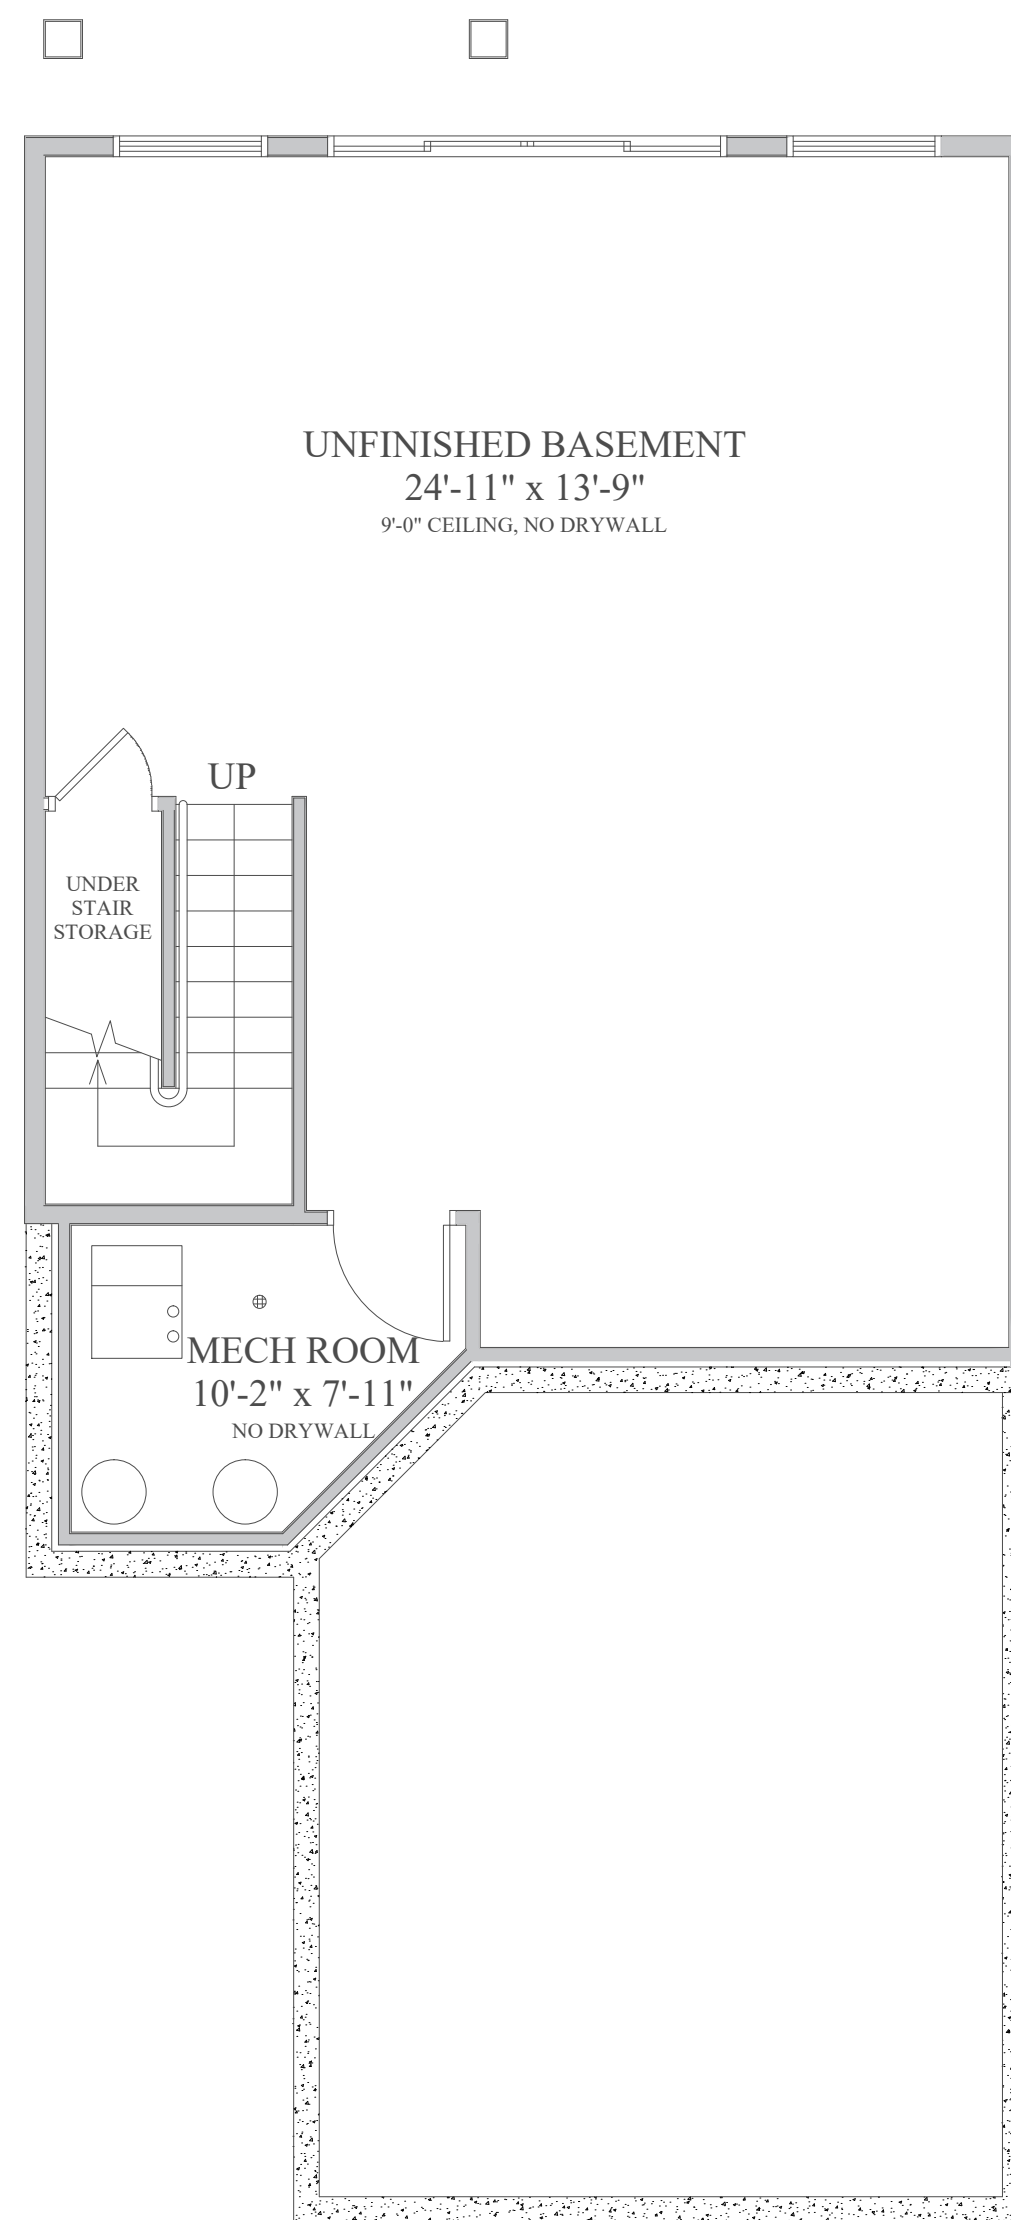 UNFINISHED BASEMENT
24'-11" x 13'-9"
9'-0" CEILING, NO DRYWALL
UP
UNDER
STAIR
STORAGE
MECH ROOM
10'-2" x 7'-11"
NO DRYWALL